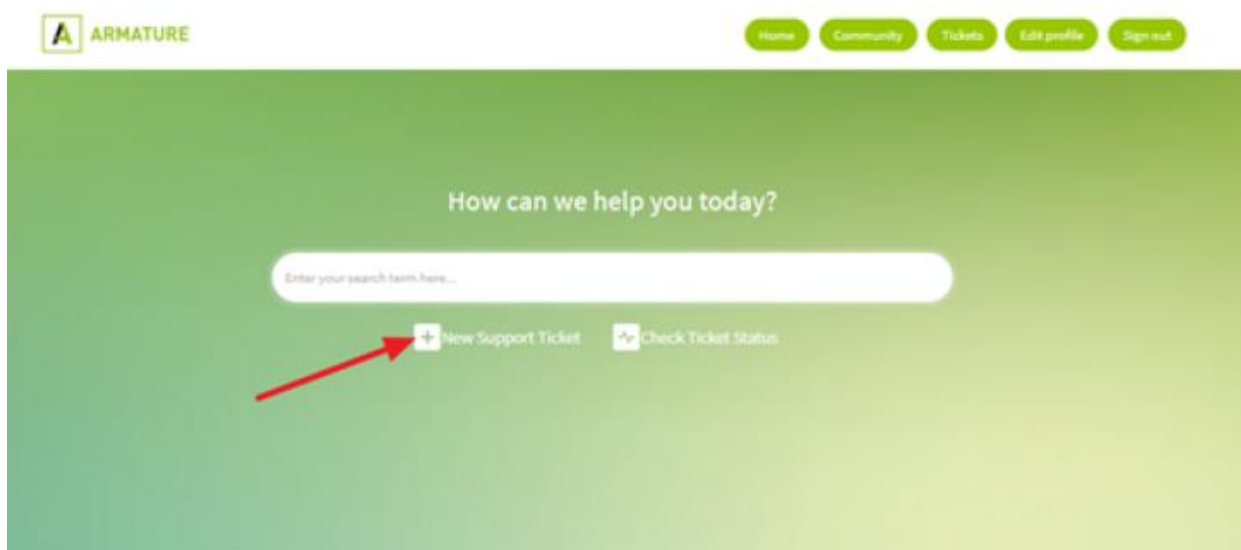 ARMATURE
Home Community Tickets Edit profile Sign out
How can we help you today?
Enter your search term here...
New Support Ticket Check Ticket Status